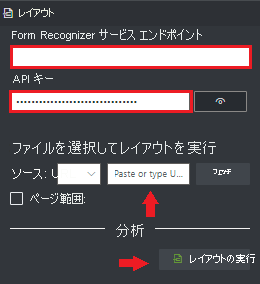 レイアウト
Form Recognizer サービス エンドポイント
API キー
ファイルを選択してレイアウトを実行
ソース: U
Paste or type U...
フェッチ
ページ範囲:
分析
レイアウトの実行